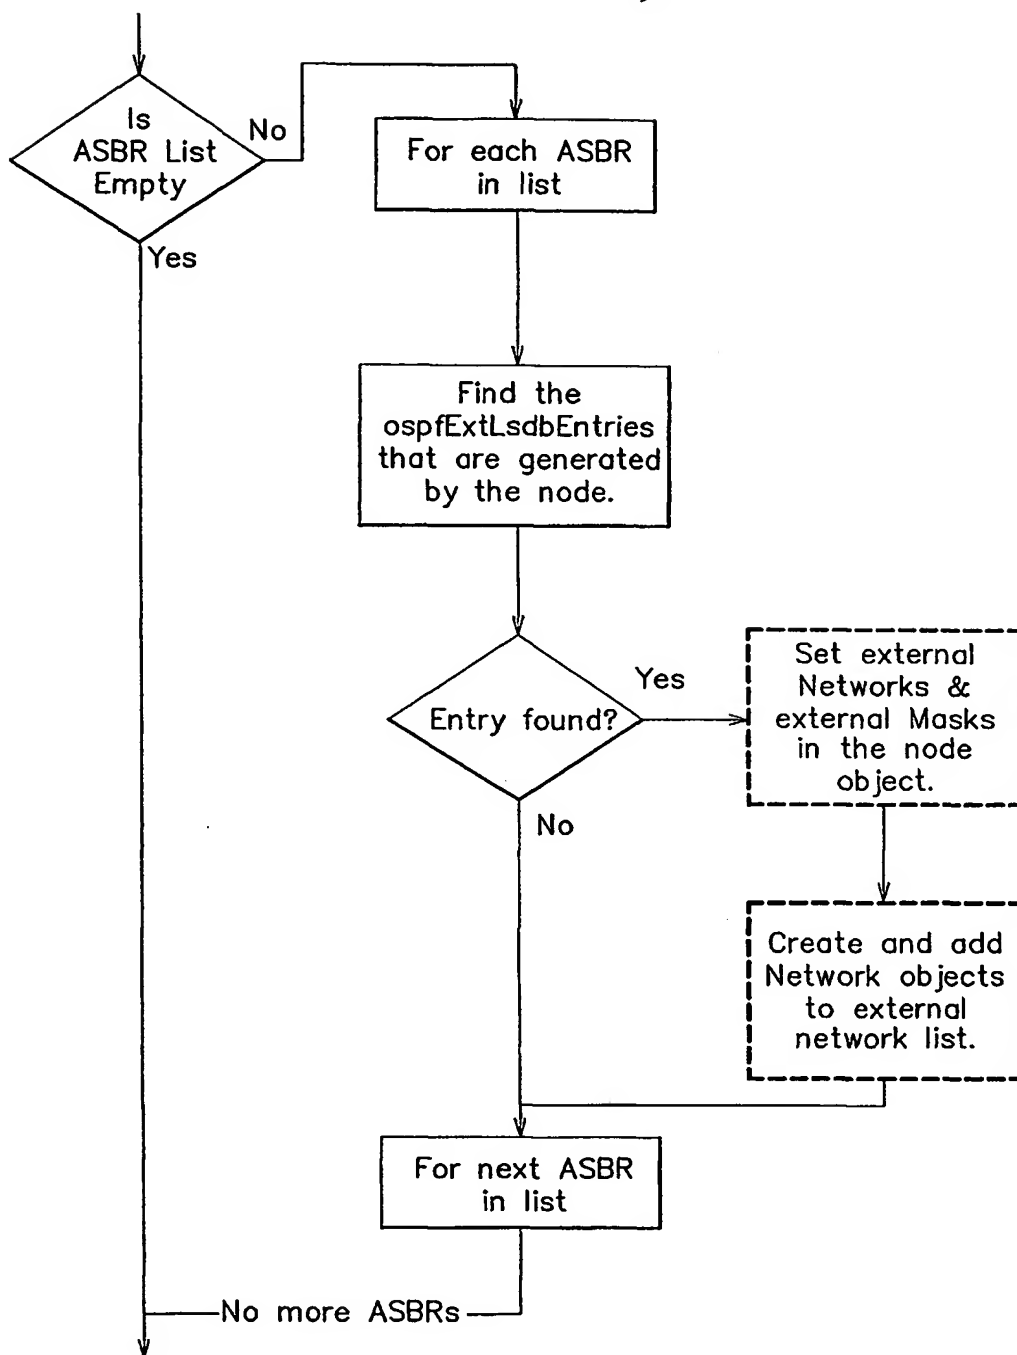 Is
ASBR List
Empty
No
Yes
For each ASBR
in list
Find the
ospfExtLsdbEntries
that are generated
by the node.
Entry found?
Yes
No
Set external
Networks &
external Masks
in the node
object.
Create and add
Network objects
to external
network list.
For next ASBR
in list
No more ASBRs